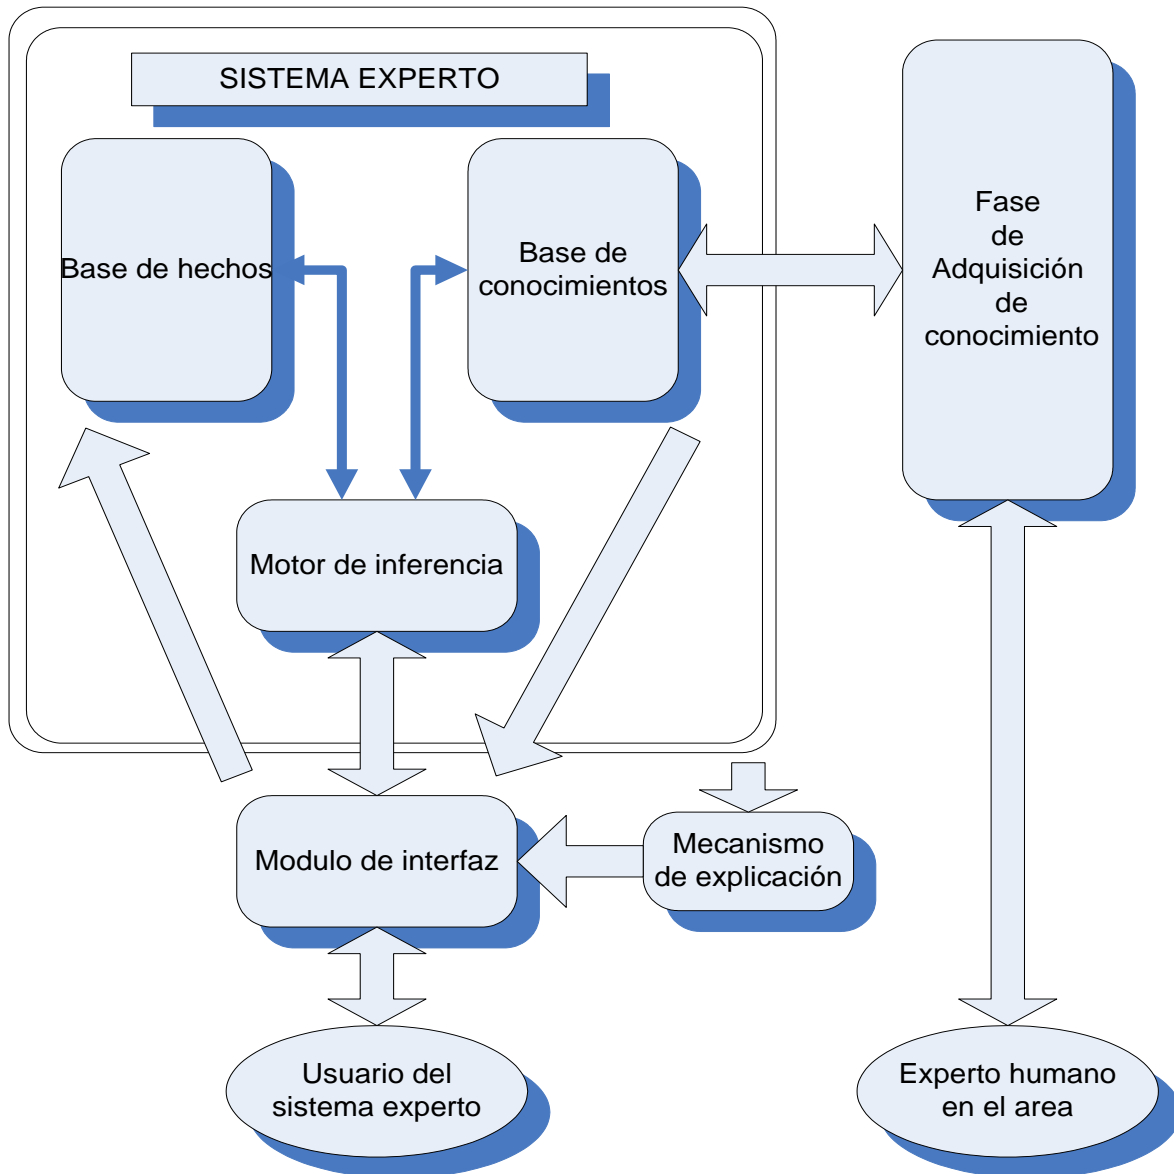 SISTEMA EXPERTO
Base de hechos
Base de
conocimientos
Fase
de
Adquisición
de
conocimiento
Motor de inferencia
Modulo de interfaz
Mecanismo
de explicación
Usuario del
sistema experto
Experto humano
en el area